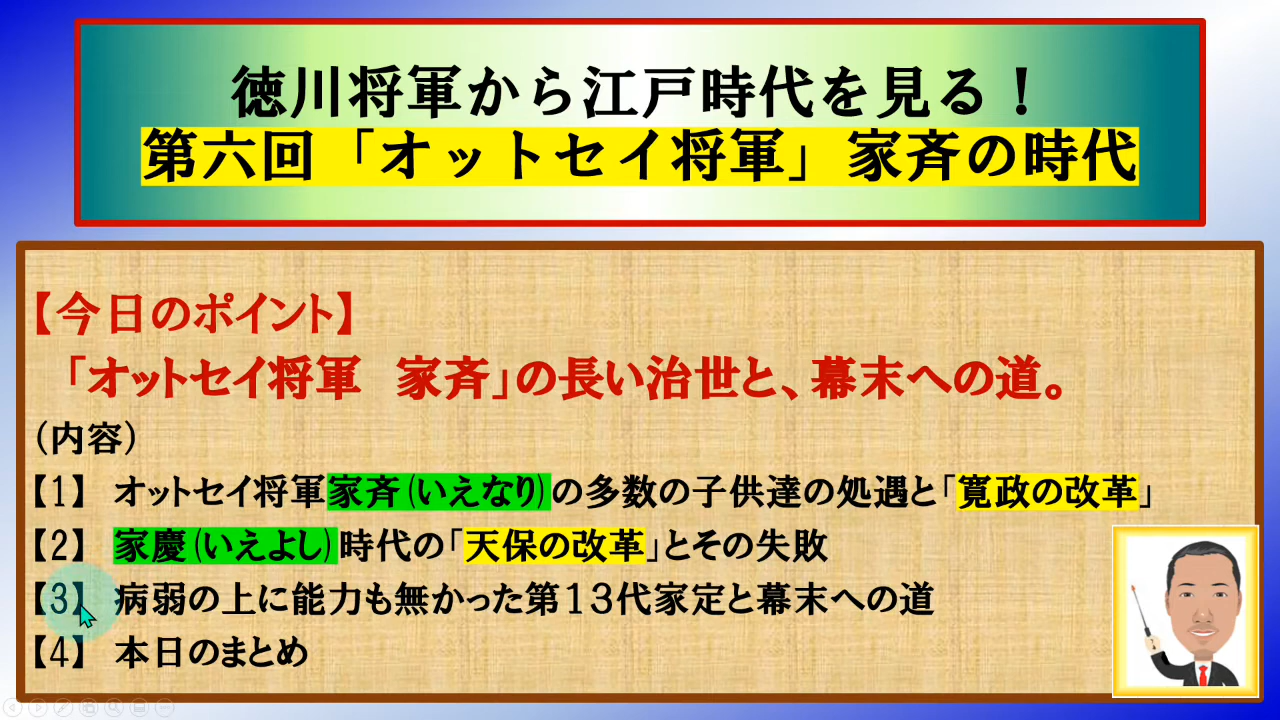 徳川将軍から江戸時代を見る！
第六回「オットセイ将軍」家斉の時代
【今日のポイント】
「オットセイ将軍　家斉」の長い治世と、幕末への道。
（内容）
【1】 オットセイ将軍家斉（いえなり）の多数の子供達の処遇と「寛政の改革」
【2】 家慶（いえよし）時代の「天保の改革」とその失敗
【3】 病弱の上に能力も無かった第１３代家定と幕末への道
【4】 本日のまとめ